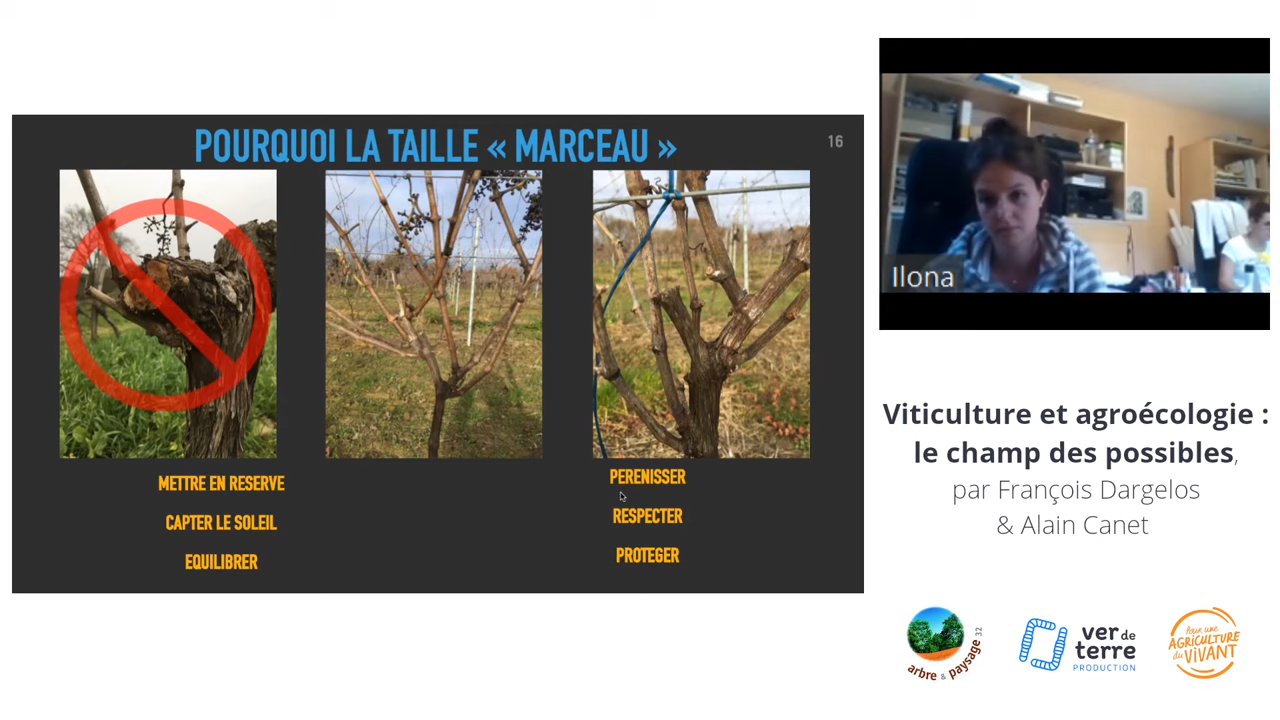 POURQUOI LA TAILLE « MARCEAU »
16
METTRE EN RESERVE
CAPTER LE SOLEIL
EQUILIBRER
PERENISSER
RESPECTER
PROTEGER
Ilona
Viticulture et agroécologie :
le champ des possibles,
par François Dargelos
& Alain Canet
arbre & paysage 32
ver de
terre
PRODUCTION
Pour une
AGRICULTURE
du VIVANT